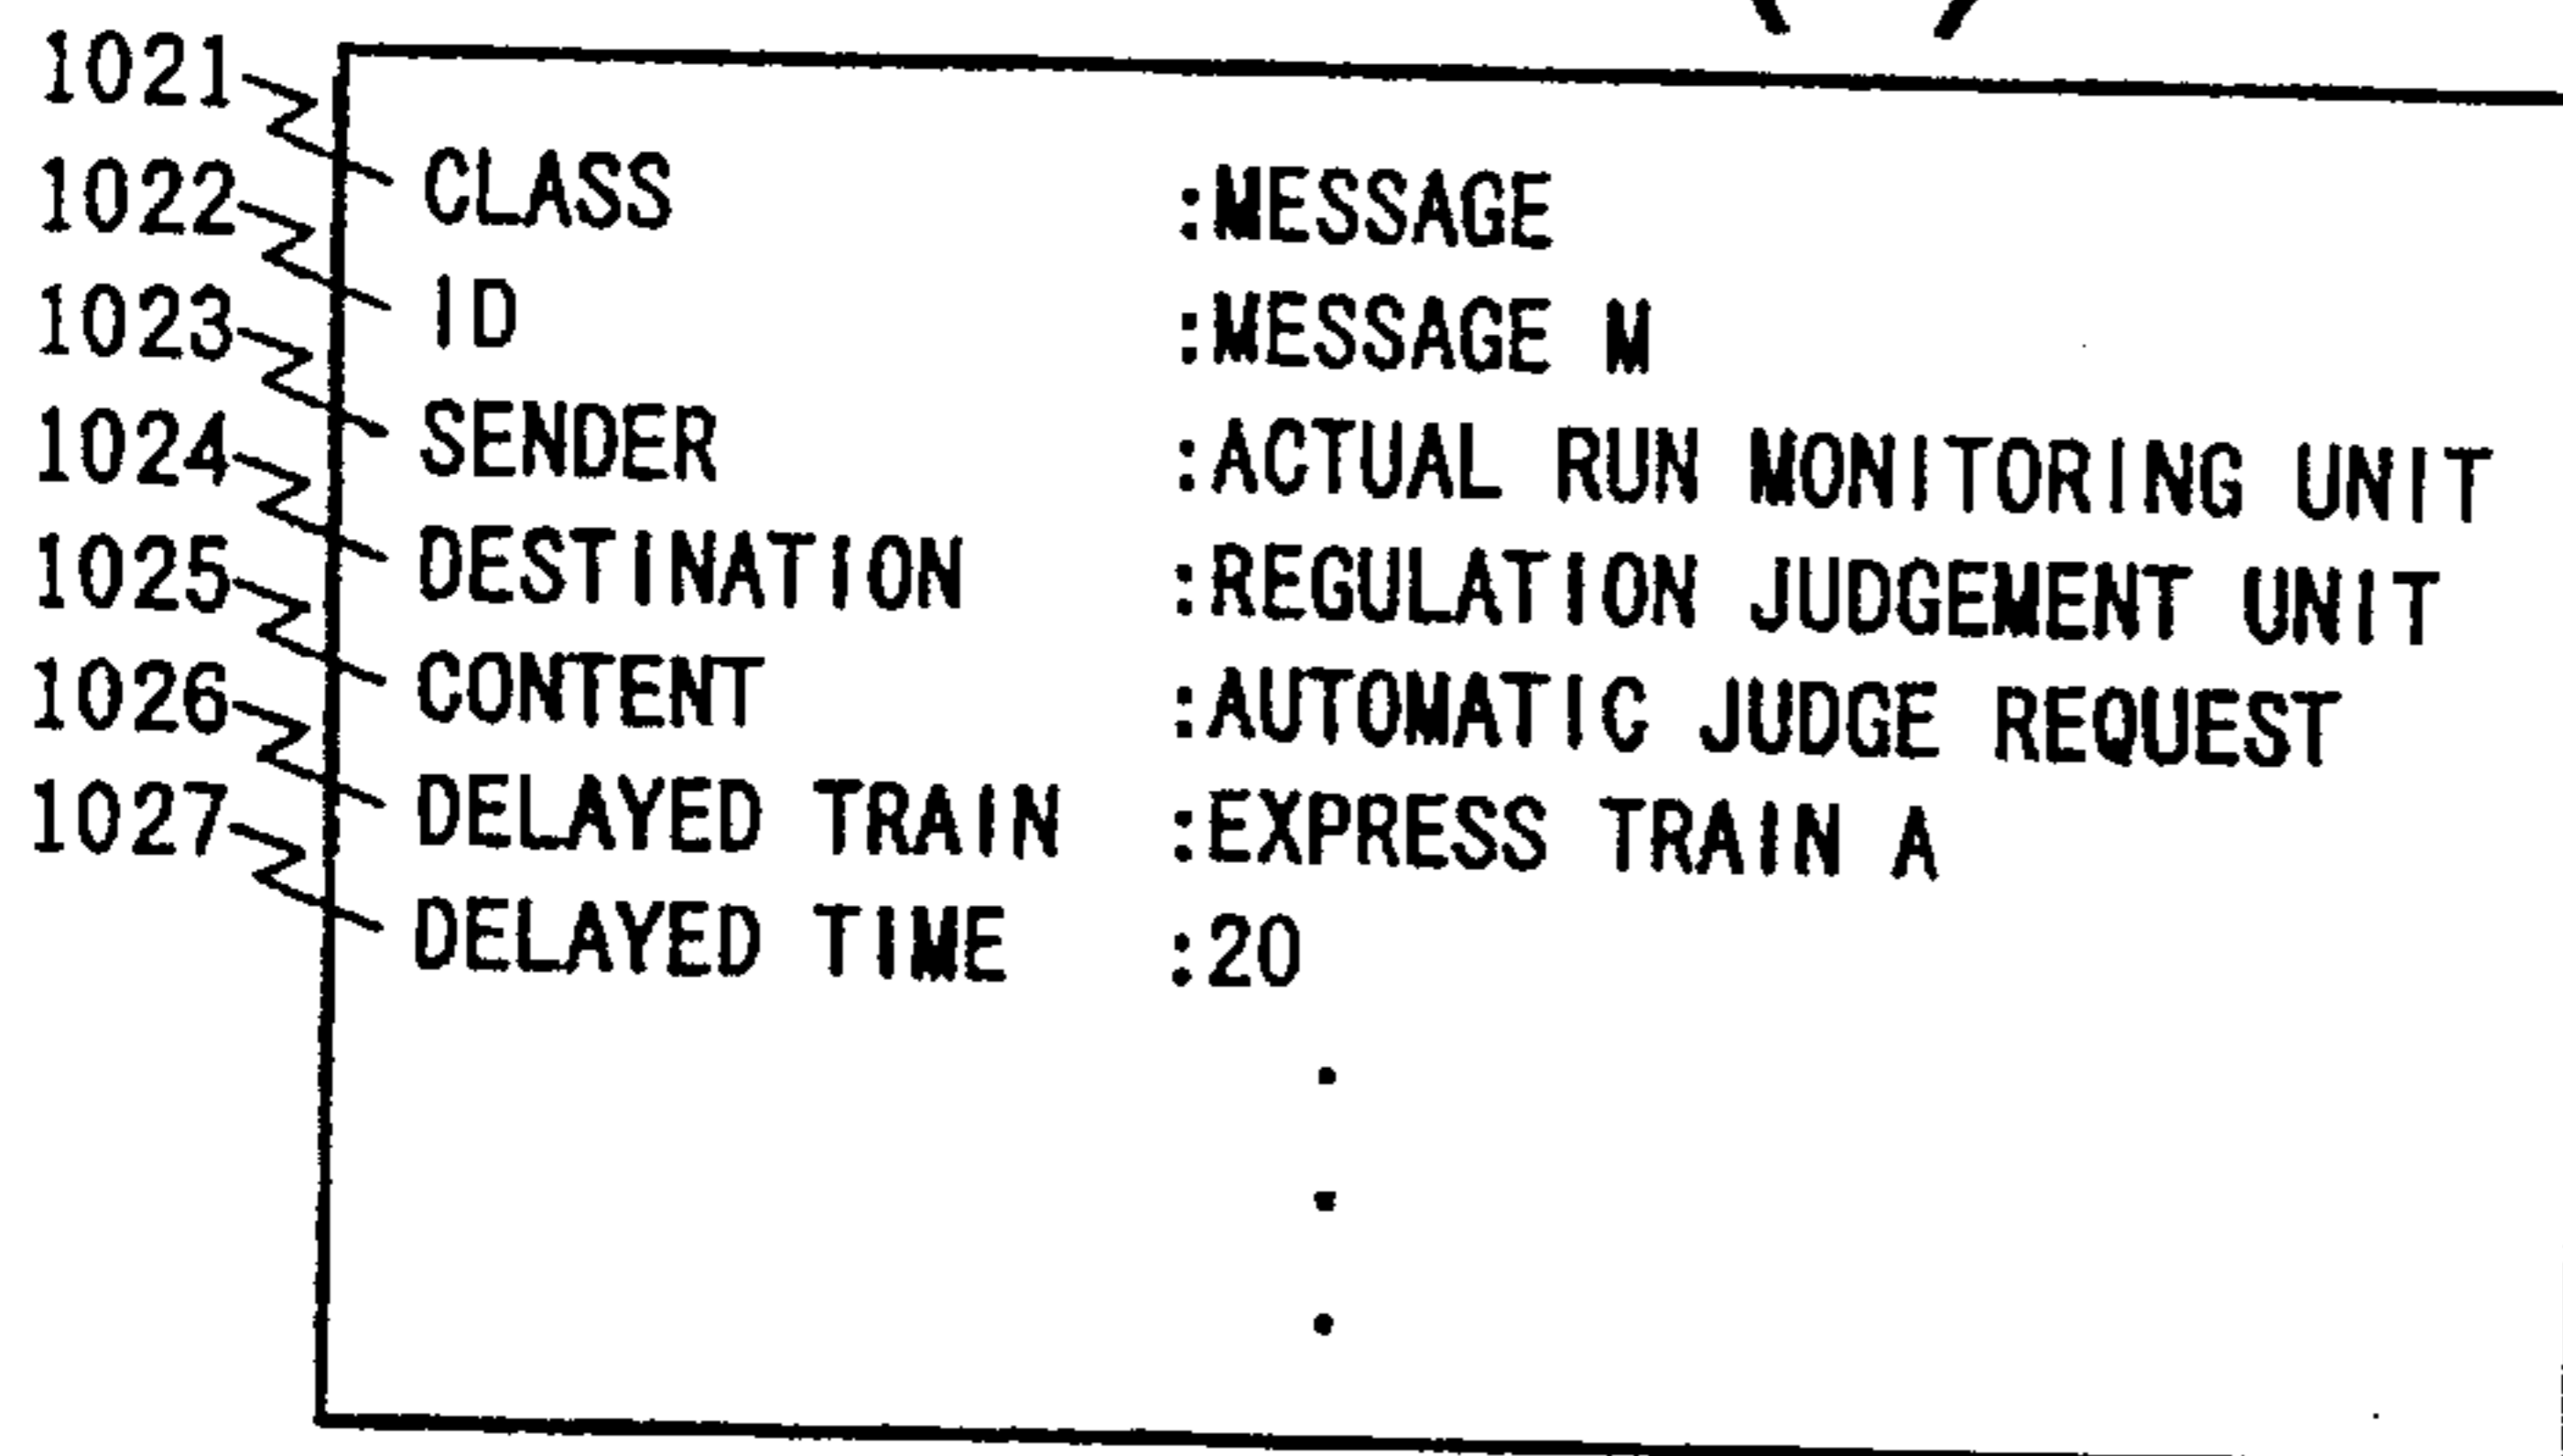 1021 CLASS :MESSAGE
1022 ID :MESSAGE M
1023 SENDER :ACTUAL RUN MONITORING UNIT
1024 DESTINATION :REGULATION JUDGEMENT UNIT
1025 CONTENT :AUTOMATIC JUDGE REQUEST
1026 DELAYED TRAIN :EXPRESS TRAIN A
1027 DELAYED TIME :20